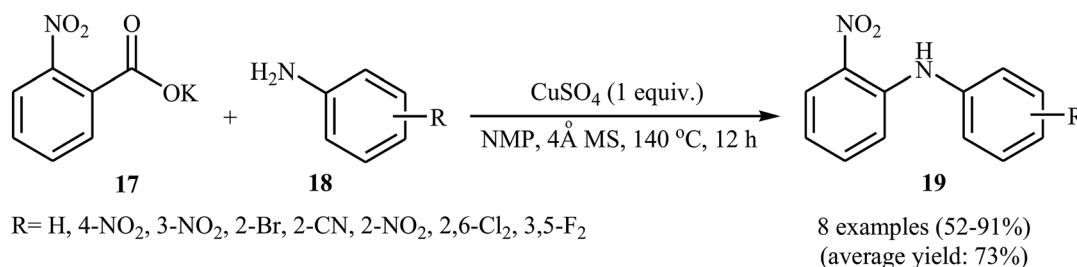 NO₂
O
OK
17
+
H₂N
R
18
CuSO₄ (1 equiv.)
NMP, 4Å MS, 140 °C, 12 h
NO₂
H
N
R
19
R= H, 4-NO₂, 3-NO₂, 2-Br, 2-CN, 2-NO₂, 2,6-Cl₂, 3,5-F₂
8 examples (52-91%)
(average yield: 73%)